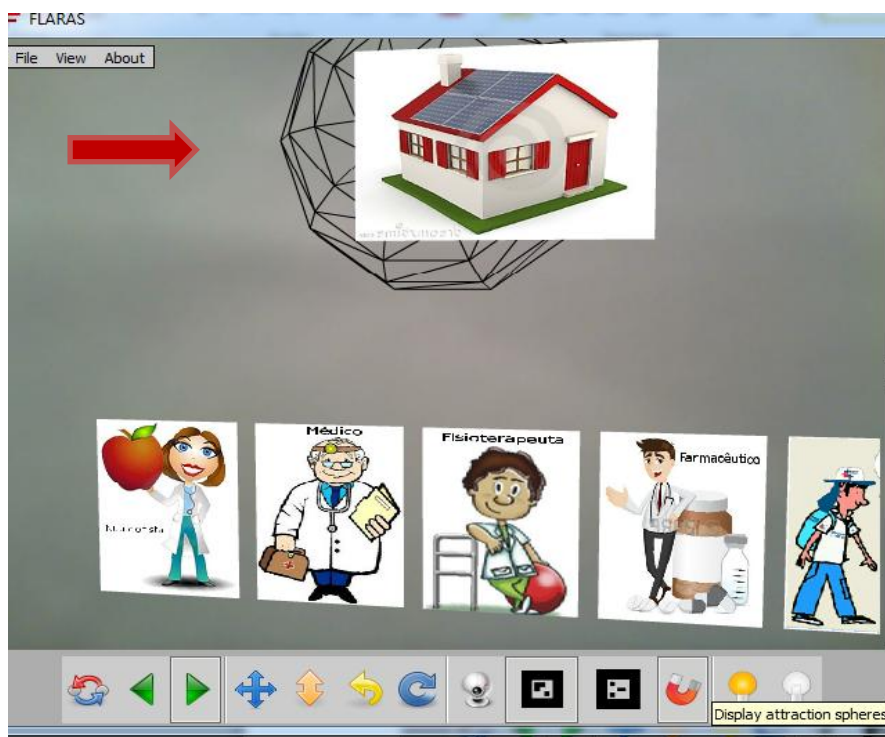 FLARAS
File View About
Médico
Fisioterapeuta
Farmacêutico
Display attraction spheres